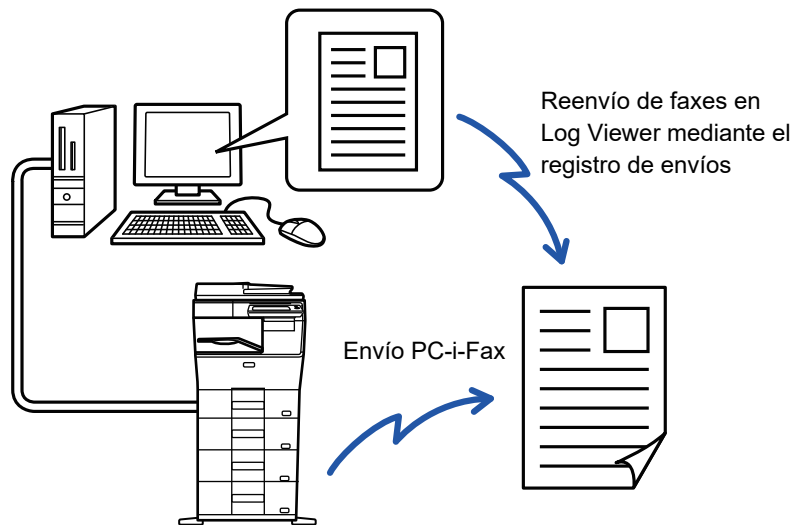 Reenvío de faxes en
Log Viewer mediante el
registro de envíos
Envío PC-i-Fax